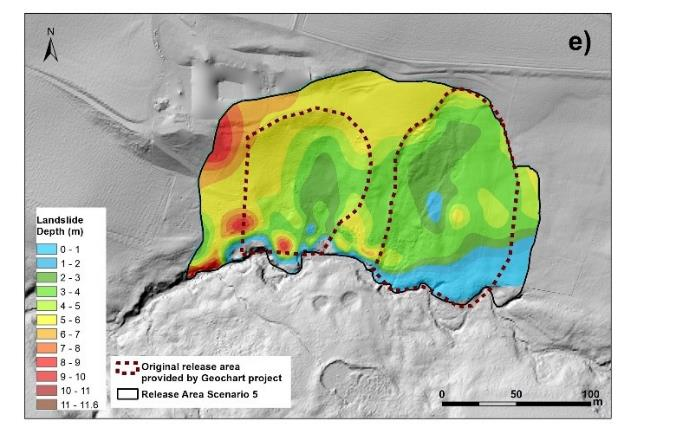 N
e)
Landslide
Depth (m)
0 - 1
1 - 2
2 - 3
3 - 4
4 - 5
5 - 6
6 - 7
7 - 8
8 - 9
9 - 10
10 - 11
11 - 11.6
Original release area
provided by Geochart project
Release Area Scenario 5
0 50 100
m